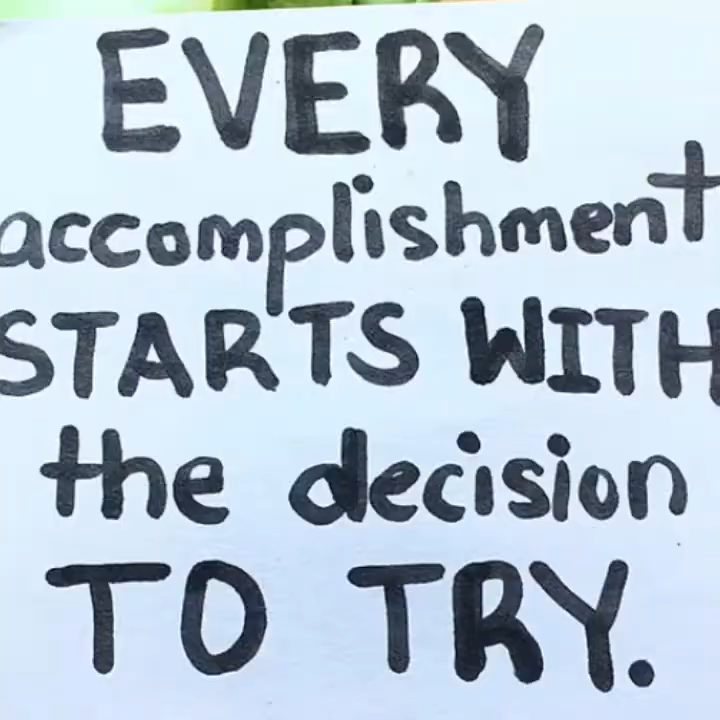 EVERY
accomplishment
STARTS WITH
the decision
TO TRY.